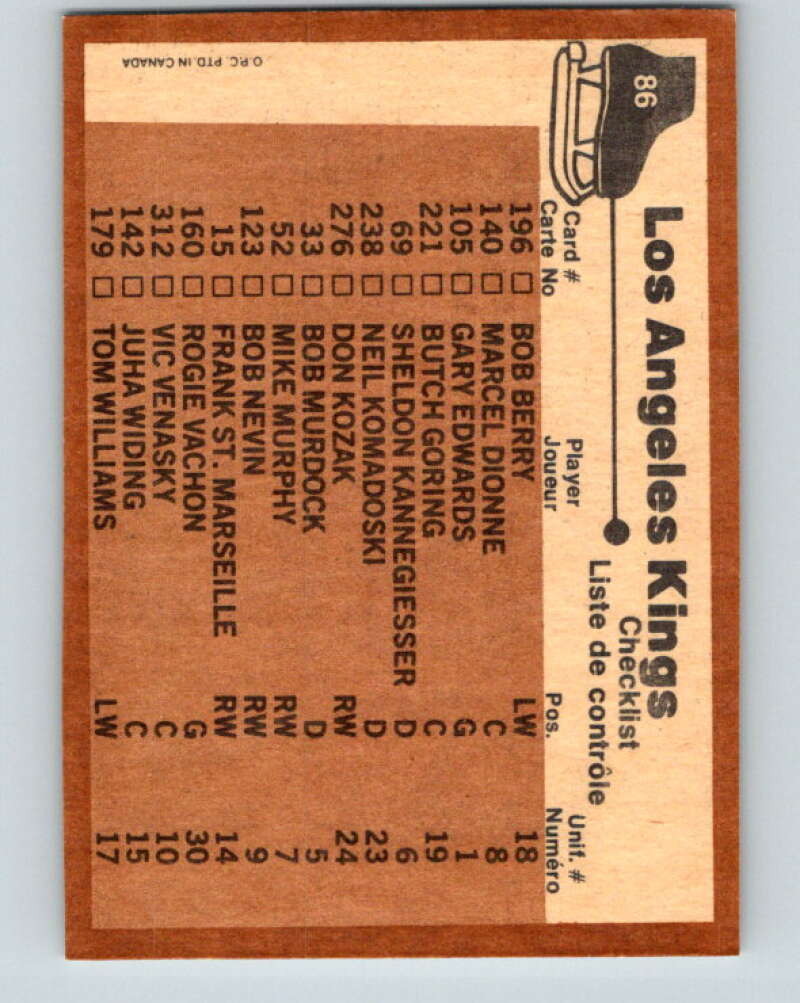 86
Los Angeles Kings
Checklist
Liste de contrôle
Card # Player Pos. Unif. #
Carte No Joueur Numéro
196 □ BOB BERRY LW 18
140 □ MARCEL DIONNE C 8
105 □ GARY EDWARDS G 1
221 □ BUTCH GORING C 19
69 □ SHELDON KANNEGIESSER D 6
238 □ NEIL KOMADOSKI D 23
276 □ DON KOZAK RW 24
33 □ BOB MURDOCK D 5
52 □ MIKE MURPHY RW 7
123 □ BOB NEVIN RW 9
15 □ FRANK ST. MARSEILLE RW 14
160 □ ROGIE VACHON G 30
312 □ VIC VENASKY C 10
142 □ JUHA WIDING C 15
179 □ TOM WILLIAMS LW 17
O.P.C. PTD. IN CANADA